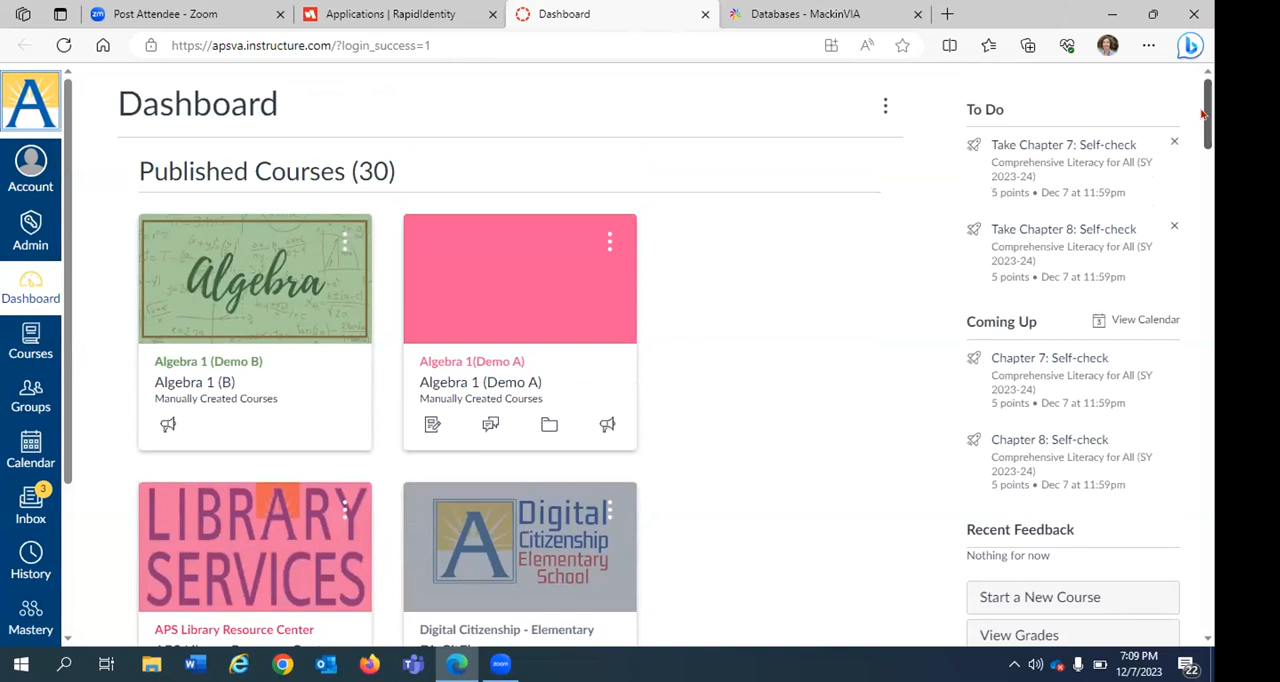 Post Attendee - Zoom
Applications | RapidIdentity
Dashboard
Databases - MackinVIA
https://apsva.instructure.com/?login_success=1
Account
Admin
Dashboard
Courses
Groups
Calendar
3
Inbox
History
Mastery
Dashboard
Published Courses (30)
Algebra
Algebra 1 (Demo B)
Algebra 1 (B)
Manually Created Courses
Algebra 1(Demo A)
Algebra 1 (Demo A)
Manually Created Courses
LIBRARY
SERVICES
APS Library Resource Center
Digital
Citizenship
Elementary
School
Digital Citizenship - Elementary
To Do
Take Chapter 7: Self-check
Comprehensive Literacy for All (SY
2023-24)
5 points • Dec 7 at 11:59pm
Take Chapter 8: Self-check
Comprehensive Literacy for All (SY
2023-24)
5 points • Dec 7 at 11:59pm
Coming Up
3 View Calendar
Chapter 7: Self-check
Comprehensive Literacy for All (SY
2023-24)
5 points • Dec 7 at 11:59pm
Chapter 8: Self-check
Comprehensive Literacy for All (SY
2023-24)
5 points • Dec 7 at 11:59pm
Recent Feedback
Nothing for now
Start a New Course
View Grades
7:09 PM
12/7/2023
22